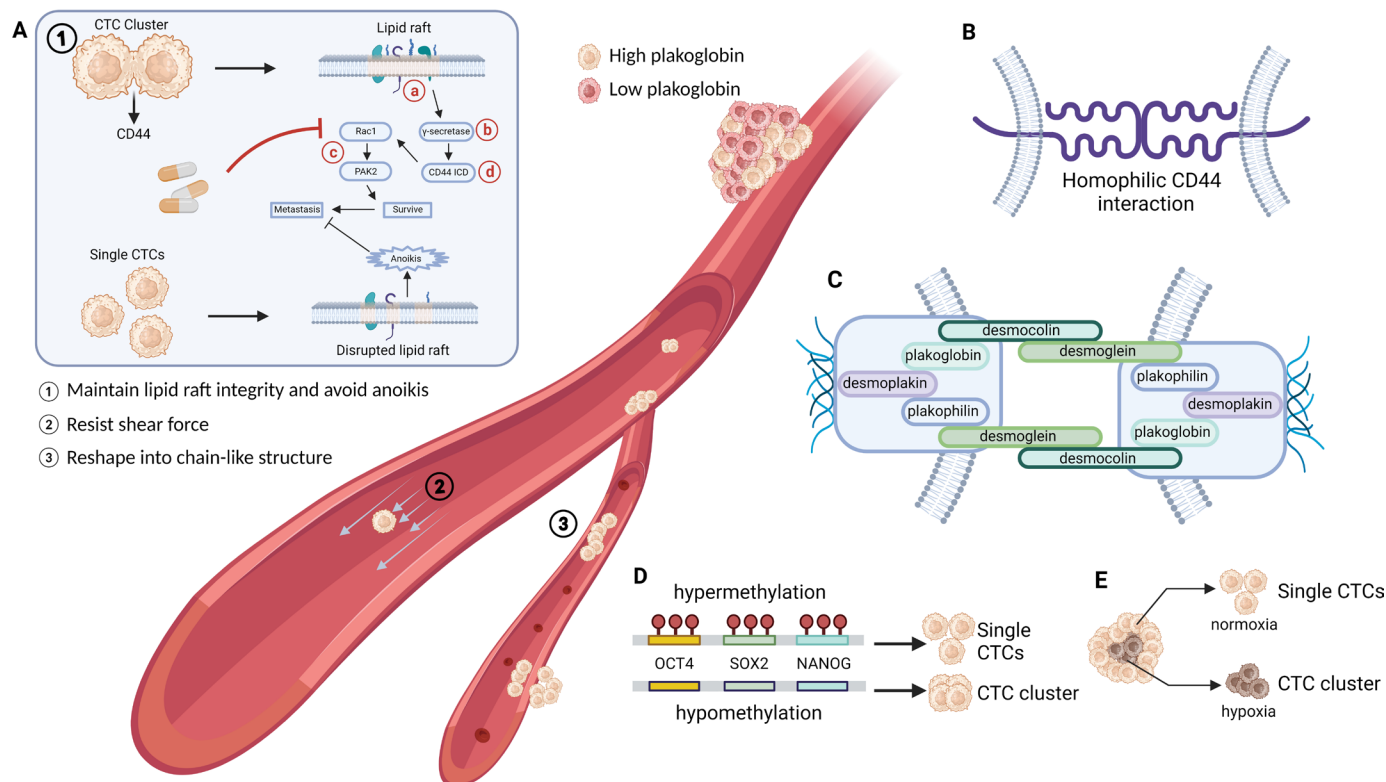 A
1
CTC Cluster
CD44
Lipid raft
a
Rac1
γ-secretase
b
c
PAK2
CD44 ICD
d
Metastasis
Survive
Single CTCs
Anoikis
Disrupted lipid raft
1 Maintain lipid raft integrity and avoid anoikis
2 Resist shear force
3 Reshape into chain-like structure
High plakoglobin
Low plakoglobin
2
3
B
Homophilic CD44
interaction
C
desmocolin
plakoglobin
desmoglein
desmoplakin
plakophilin
plakophilin
desmoplakin
desmoglein
plakoglobin
desmocolin
D
hypermethylation
OCT4
SOX2
NANOG
hypomethylation
Single
CTCs
CTC cluster
E
Single CTCs
normoxia
CTC cluster
hypoxia